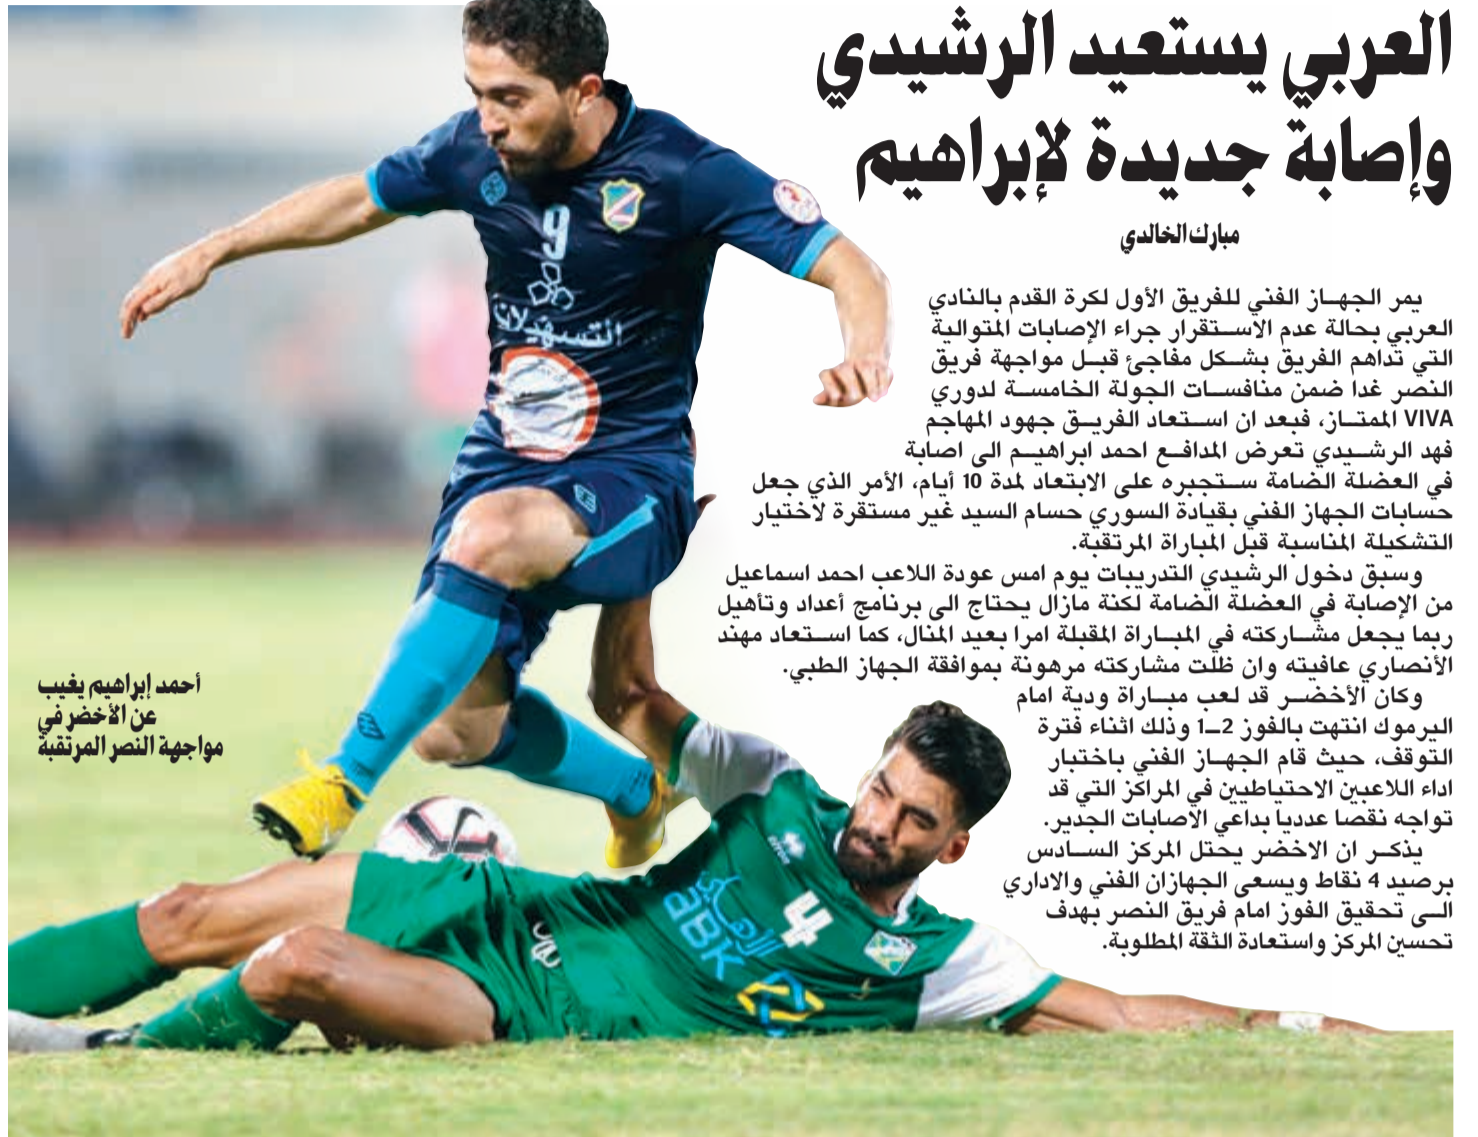 العربي يستعيد الرشيدي
وإصابة جديدة لإبراهيم
مبارك الخالدي
يمر الجهاز الفني للفريق الأول لكرة القدم بالنادي
العربي بحالة عدم الاستقرار جراء الإصابات المتوالية
التي تداهم الفريق بشكل مفاجئ قبل مواجهة فريق
النصر غدا ضمن منافسات الجولة الخامسة لدوري
VIVA الممتاز، فبعد ان استعاد الفريق جهود المهاجم
فهد الرشيدي تعرض المدافع احمد ابراهيم الى اصابة
في العضلة الضامة ستجبره على الابتعاد لمدة 10 أيام، الأمر الذي جعل
حسابات الجهاز الفني بقيادة السوري حسام السيد غير مستقرة لاختيار
التشكيلة المناسبة قبل المباراة المرتقبة.
وسبق دخول الرشيدي التدريبات يوم امس عودة اللاعب احمد اسماعيل
من الإصابة في العضلة الضامة لكنة مازال يحتاج الى برنامج أعداد وتأهيل
ربما يجعل مشاركته في المباراة المقبلة امرا بعيد المنال، كما استعاد مهند
الأنصاري عافيته وان ظلت مشاركته مرهونة بموافقة الجهاز الطبي.
وكان الأخضر قد لعب مباراة ودية امام
اليرموك انتهت بالفوز 2-1 وذلك اثناء فترة
التوقف، حيث قام الجهاز الفني باختبار
اداء اللاعبين الاحتياطيين في المراكز التي قد
تواجه نقصا عدديا بداعي الاصابات الجدير.
يذكر ان الاخضر يحتل المركز السادس
برصيد 4 نقاط ويسعى الجهازان الفني والاداري
الى تحقيق الفوز امام فريق النصر بهدف
تحسين المركز واستعادة الثقة المطلوبة.
أحمد إبراهيم يغيب
عن الأخضر في
مواجهة النصر المرتقبة
9
التسهيلات
errea
4
الأهلي
abk